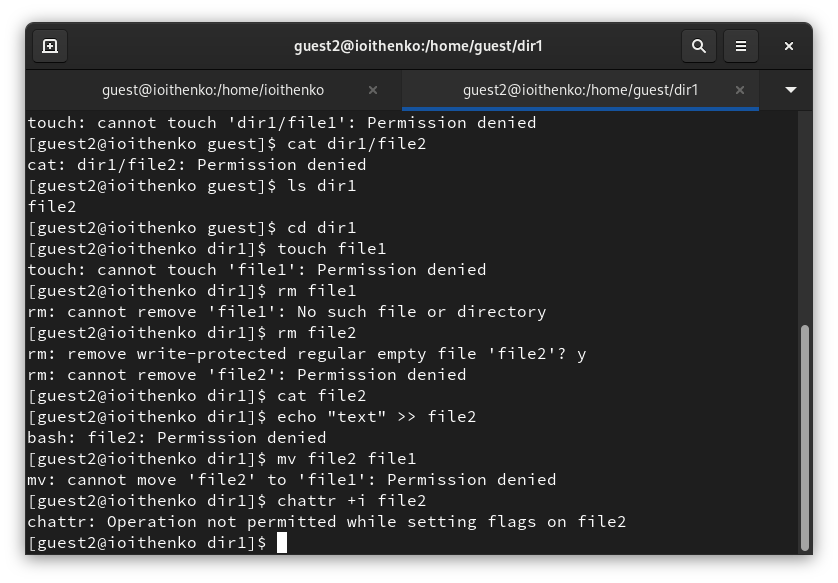 guest2@ioithenko:/home/guest/dir1
guest@ioithenko:/home/ioithenko
guest2@ioithenko:/home/guest/dir1
touch: cannot touch 'dir1/file1': Permission denied
[guest2@ioithenko guest]$ cat dir1/file2
cat: dir1/file2: Permission denied
[guest2@ioithenko guest]$ ls dir1
file2
[guest2@ioithenko guest]$ cd dir1
[guest2@ioithenko dir1]$ touch file1
touch: cannot touch 'file1': Permission denied
[guest2@ioithenko dir1]$ rm file1
rm: cannot remove 'file1': No such file or directory
[guest2@ioithenko dir1]$ rm file2
rm: remove write-protected regular empty file 'file2'? y
rm: cannot remove 'file2': Permission denied
[guest2@ioithenko dir1]$ cat file2
[guest2@ioithenko dir1]$ echo "text" >> file2
bash: file2: Permission denied
[guest2@ioithenko dir1]$ mv file2 file1
mv: cannot move 'file2' to 'file1': Permission denied
[guest2@ioithenko dir1]$ chattr +i file2
chattr: Operation not permitted while setting flags on file2
[guest2@ioithenko dir1]$